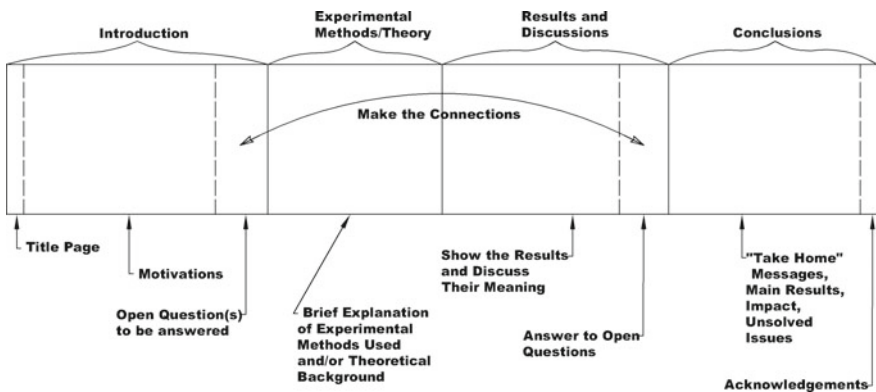 Introduction
Experimental
Methods/Theory
Results and
Discussions
Conclusions
Make the Connections
Title Page
Motivations
Open Question(s)
to be answered
Brief Explanation
of Experimental
Methods Used
and/or Theoretical
Background
Show the Results
and Discuss
Their Meaning
Answer to Open
Questions
"Take Home"
Messages,
Main Results,
Impact,
Unsolved
Issues
Acknowledgements